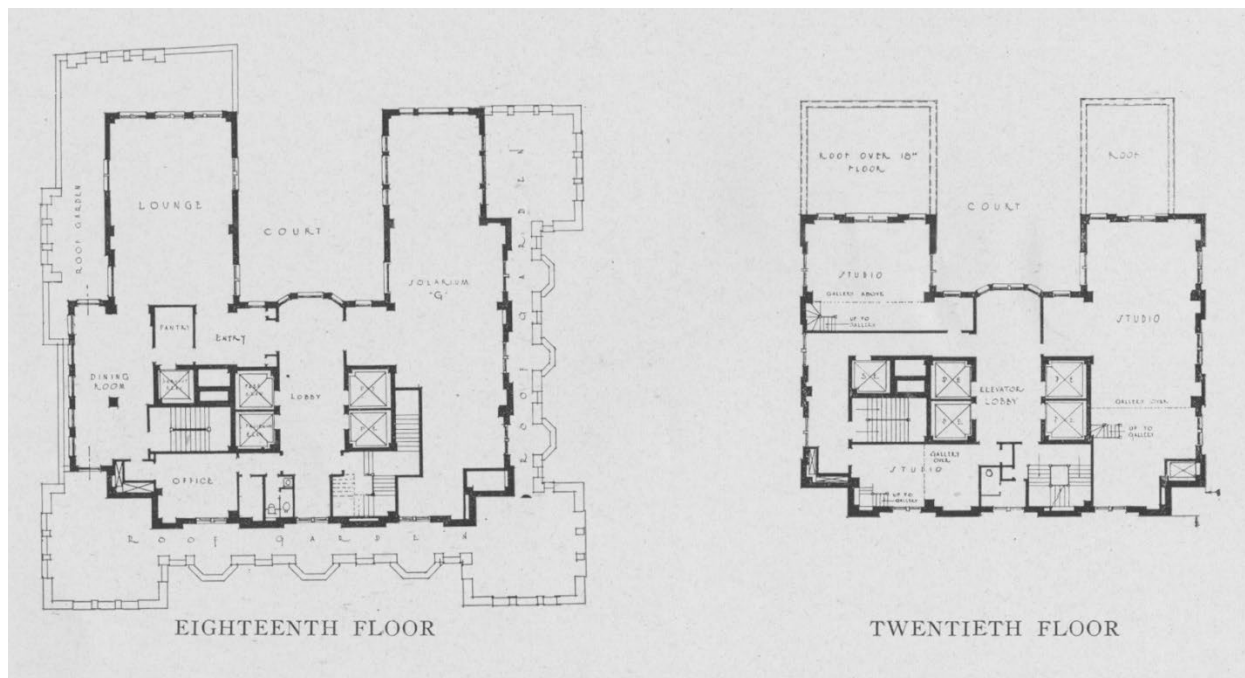 ROOF GARDEN
LOUNGE
COURT
SOLARIUM
"G"
ROOF GARDEN
PANTRY
ENTRY
DINING
ROOM
LOBBY
OFFICE
ROOF GARDEN
EIGHTEENTH FLOOR
ROOF OVER 18"
FLOOR
ROOF
COURT
STUDIO
GALLERY ABOVE
UP TO
GALLERY
STUDIO
ELEVATOR
LOBBY
GALLERY OVER
UP TO
GALLERY
GALLERY
OVER
STUDIO
UP TO
GALLERY
TWENTIETH FLOOR